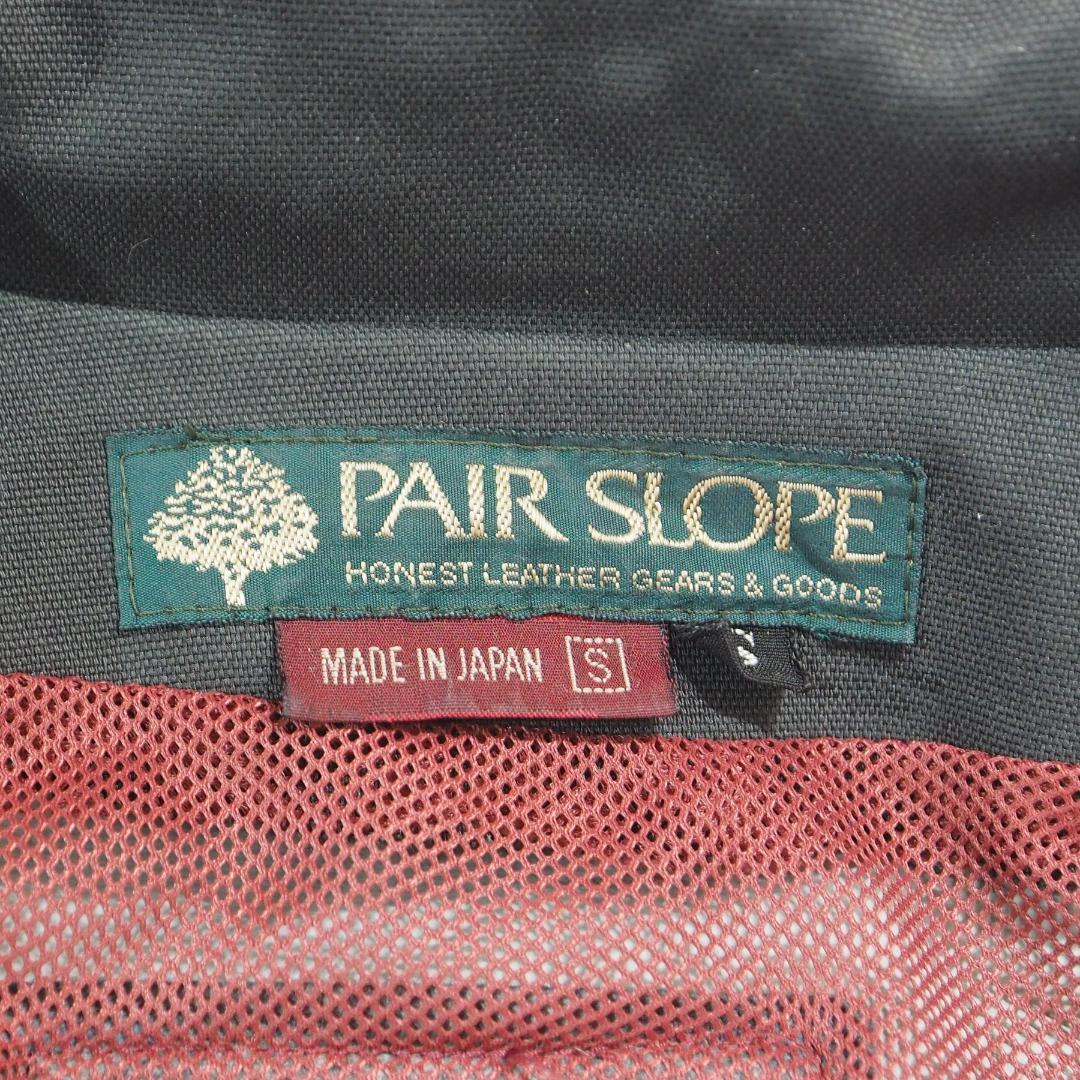 PAIR SLOPE
HONEST LEATHER GEARS & GOODS
MADE IN JAPAN S
S